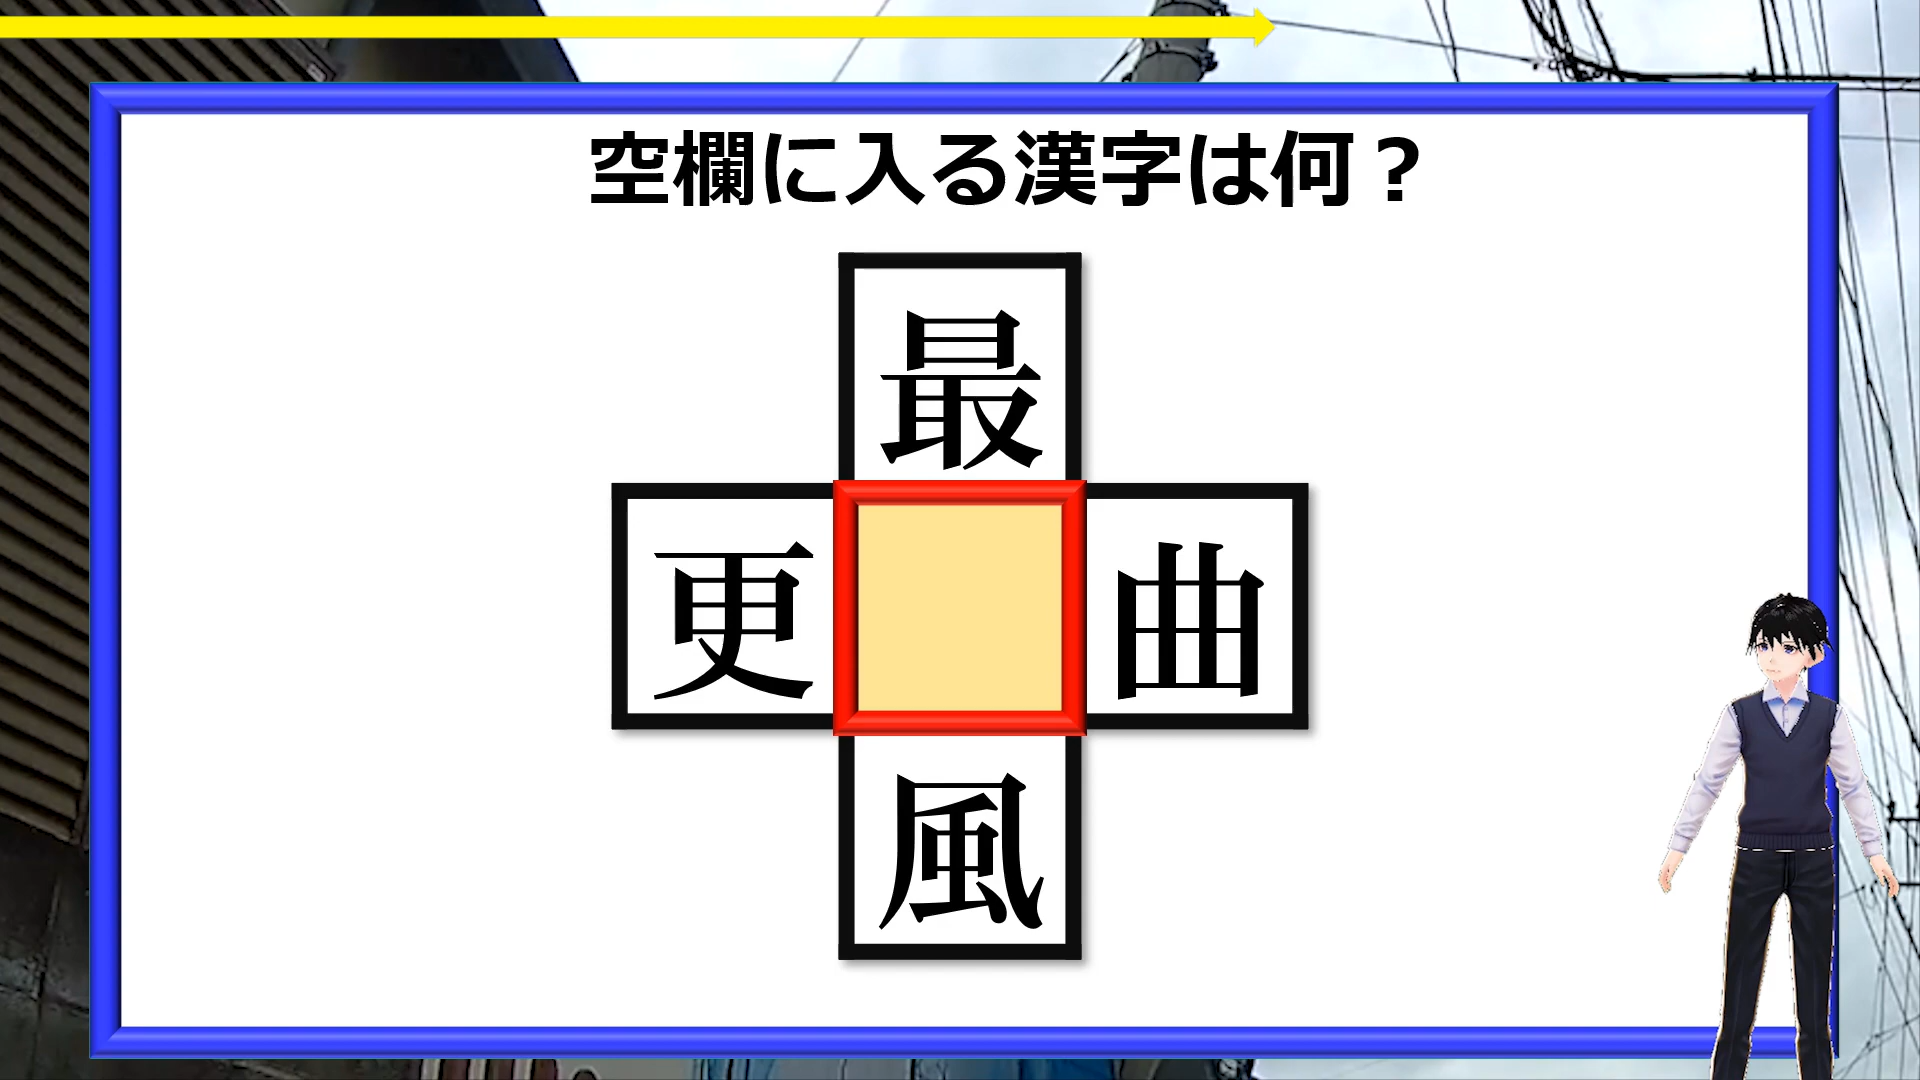 空欄に入る漢字は何？
最
更 曲
風